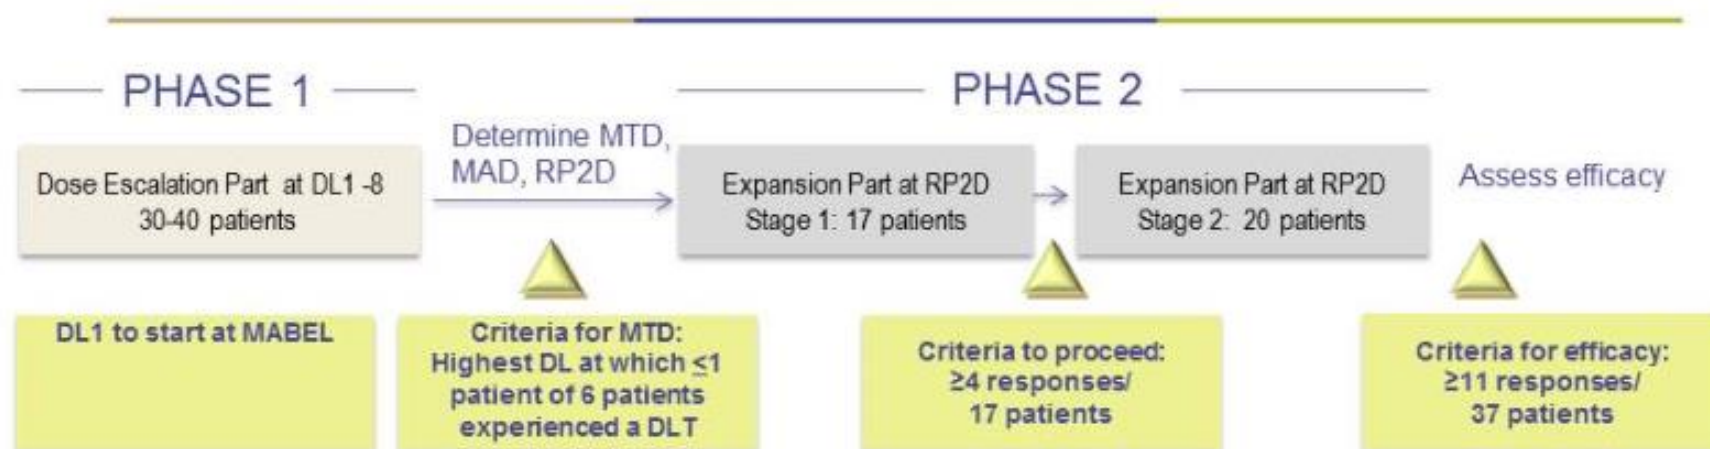 PHASE 1
PHASE 2
Determine MTD,
MAD, RP2D
Dose Escalation Part at DL1 -8
30-40 patients
Expansion Part at RP2D
Stage 1: 17 patients
Expansion Part at RP2D
Stage 2: 20 patients
Assess efficacy
DL1 to start at MABEL
Criteria for MTD:
Highest DL at which ≤1
patient of 6 patients
experienced a DLT
Criteria to proceed:
≥4 responses/
17 patients
Criteria for efficacy:
≥11 responses/
37 patients